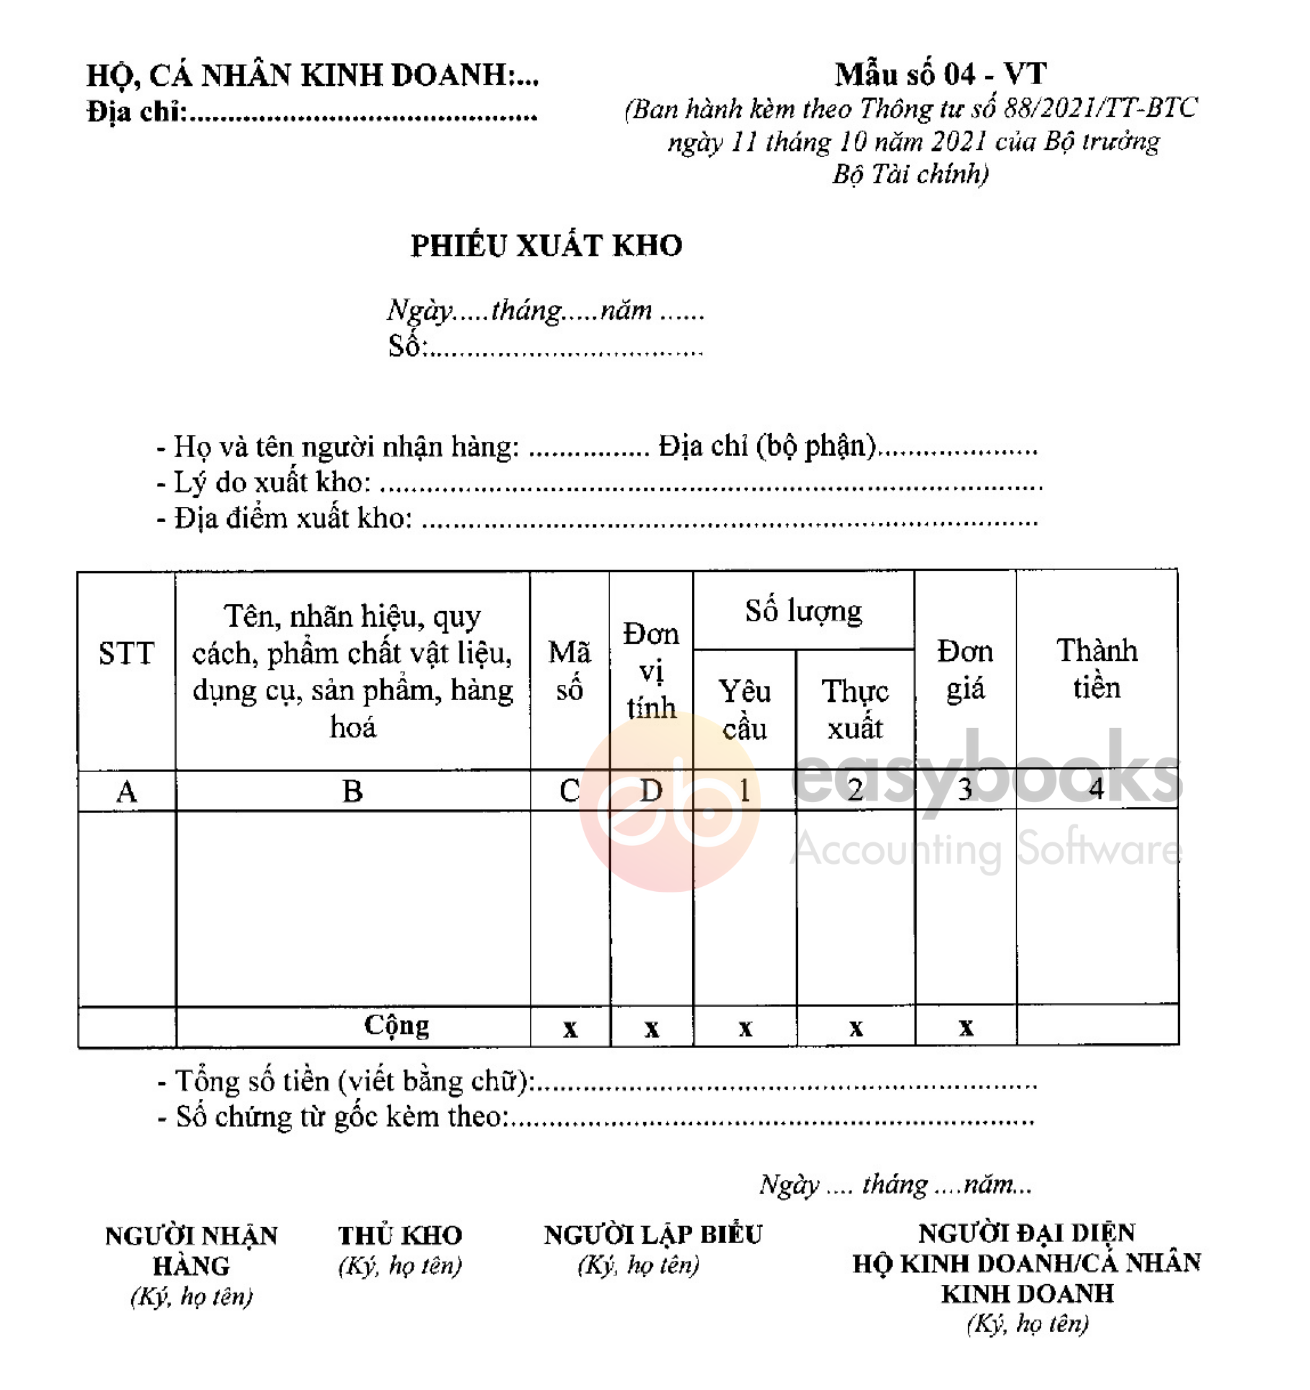 HỘ, CÁ NHÂN KINH DOANH:...
Địa chỉ:.............................................
Mẫu số 04 - VT
(Ban hành kèm theo Thông tư số 88/2021/TT-BTC
ngày 11 tháng 10 năm 2021 của Bộ trưởng
Bộ Tài chính)
PHIẾU XUẤT KHO
Ngày.....tháng.....năm ......
Số:....................................
- Họ và tên người nhận hàng: ................ Địa chỉ (bộ phận).....................
- Lý do xuất kho: .......................................................................................
- Địa điểm xuất kho: .................................................................................
STT
Tên, nhãn hiệu, quy
cách, phẩm chất vật liệu,
dụng cụ, sản phẩm, hàng
hoá
Mã
số
Đơn
vị
tính
Số lượng
Yêu
cầu
Thực
xuất
Đơn
giá
Thành
tiền
A B C D 1 2 3 4
easybooks
Accounting Software
Cộng x x x x x
- Tổng số tiền (viết bằng chữ):..................................................................
- Số chứng từ gốc kèm theo:.....................................................................
Ngày .... tháng ....năm...
NGƯỜI NHẬN
HÀNG
(Ký, họ tên)
THỦ KHO
(Ký, họ tên)
NGƯỜI LẬP BIỂU
(Ký, họ tên)
NGƯỜI ĐẠI DIỆN
HỘ KINH DOANH/CÁ NHÂN
KINH DOANH
(Ký, họ tên)